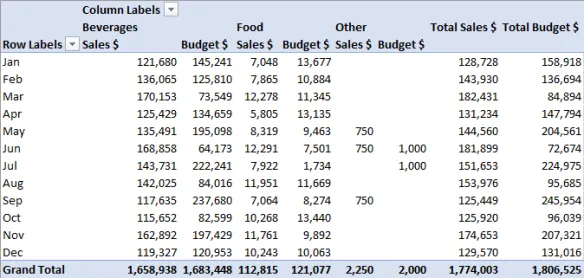 Column Labels
Beverages Food Other Total Sales $ Total Budget $
Row Labels Sales $ Budget $ Sales $ Budget $ Sales $ Budget $
Jan 121,680 145,241 7,048 13,677 128,728 158,918
Feb 136,065 125,810 7,865 10,884 143,930 136,694
Mar 170,153 73,549 12,278 11,345 182,431 84,894
Apr 125,429 134,659 5,805 13,135 131,234 147,794
May 135,491 195,098 8,319 9,463 750 144,560 204,561
Jun 168,858 64,173 12,291 7,501 750 1,000 181,899 72,674
Jul 143,731 222,241 7,922 1,734 1,000 151,653 224,975
Aug 142,025 84,016 11,951 11,669 153,976 95,685
Sep 117,635 237,680 7,064 8,274 750 125,449 245,954
Oct 115,652 82,599 10,268 13,440 125,920 96,039
Nov 162,892 197,429 11,761 9,892 174,653 207,321
Dec 119,327 120,953 10,243 10,063 129,570 131,016
Grand Total 1,658,938 1,683,448 112,815 121,077 2,250 2,000 1,774,003